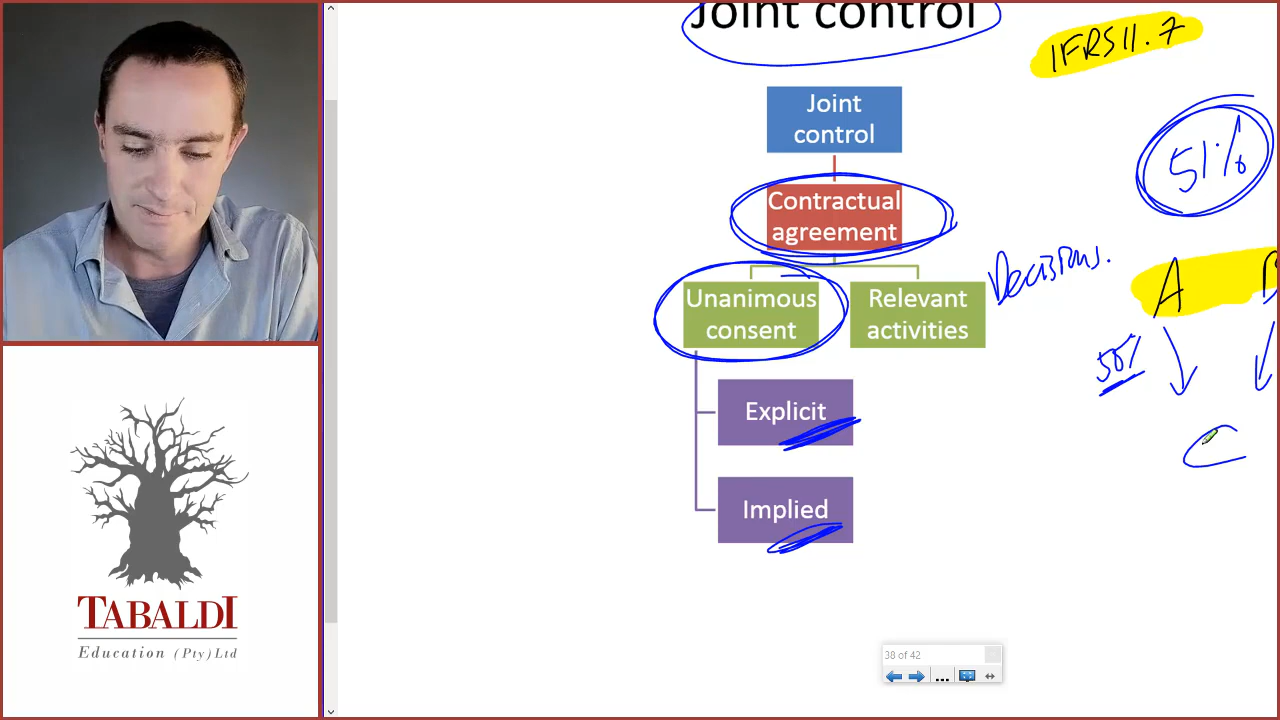 Joint control
IFRS 11.7
Joint
control
51%
Contractual
agreement
Decisions.
A
Unanimous
consent
Relevant
activities
50%
Explicit
C
Implied
TABALDI
Education (Pty) Ltd
38 of 42
...